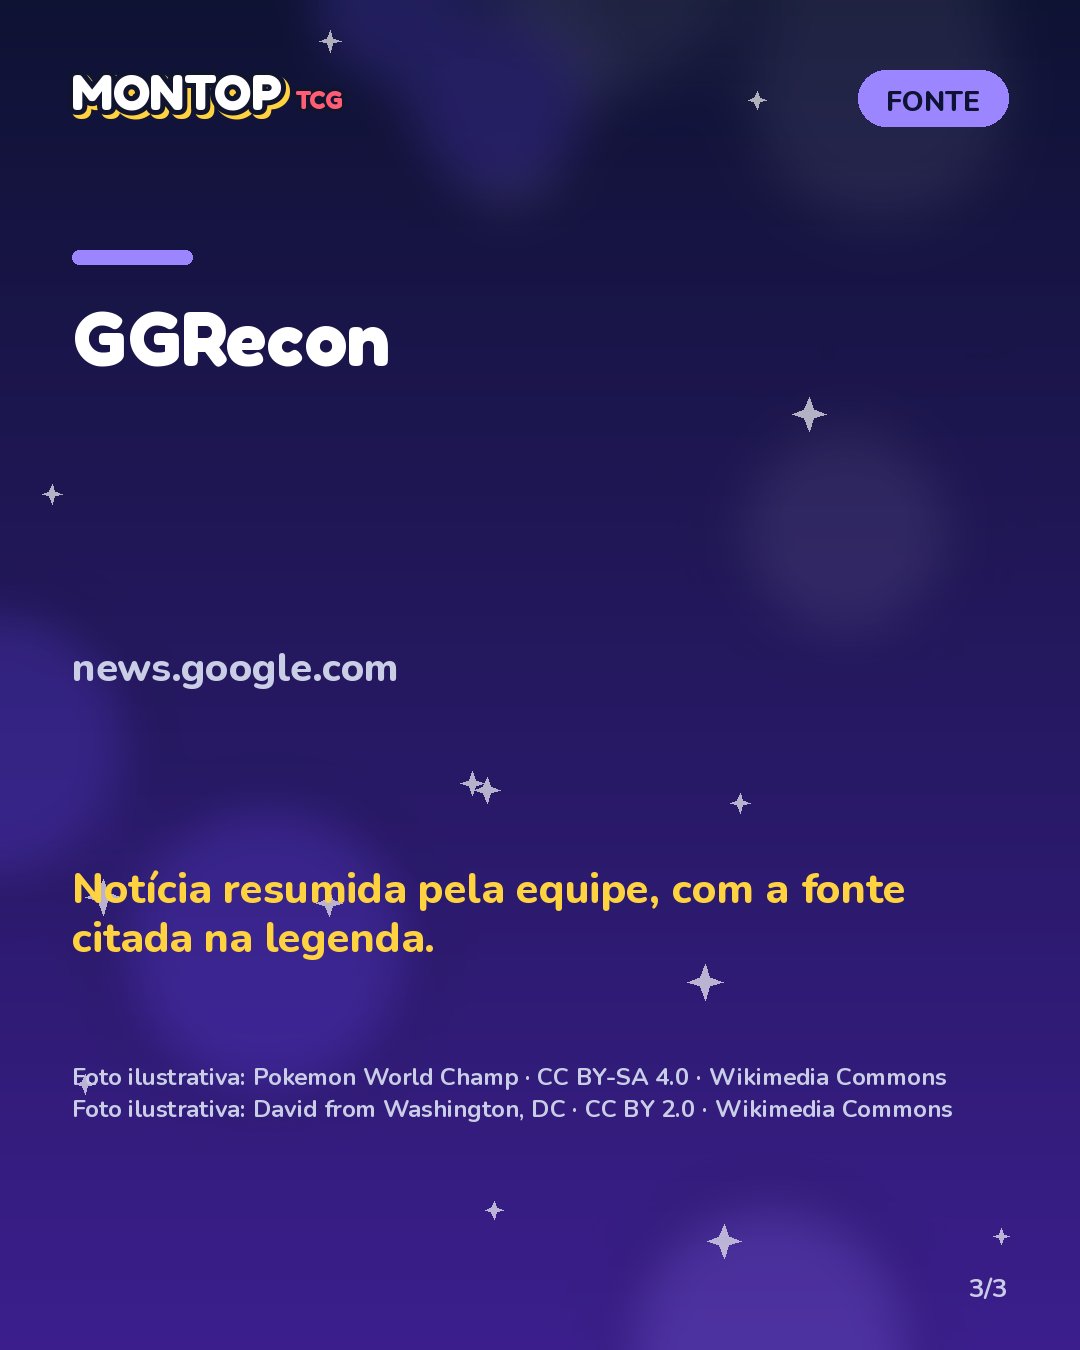 MONTOP TCG
FONTE
GGRecon
news.google.com
Notícia resumida pela equipe, com a fonte
citada na legenda.
Foto ilustrativa: Pokemon World Champ · CC BY-SA 4.0 · Wikimedia Commons
Foto ilustrativa: David from Washington, DC · CC BY 2.0 · Wikimedia Commons
3/3